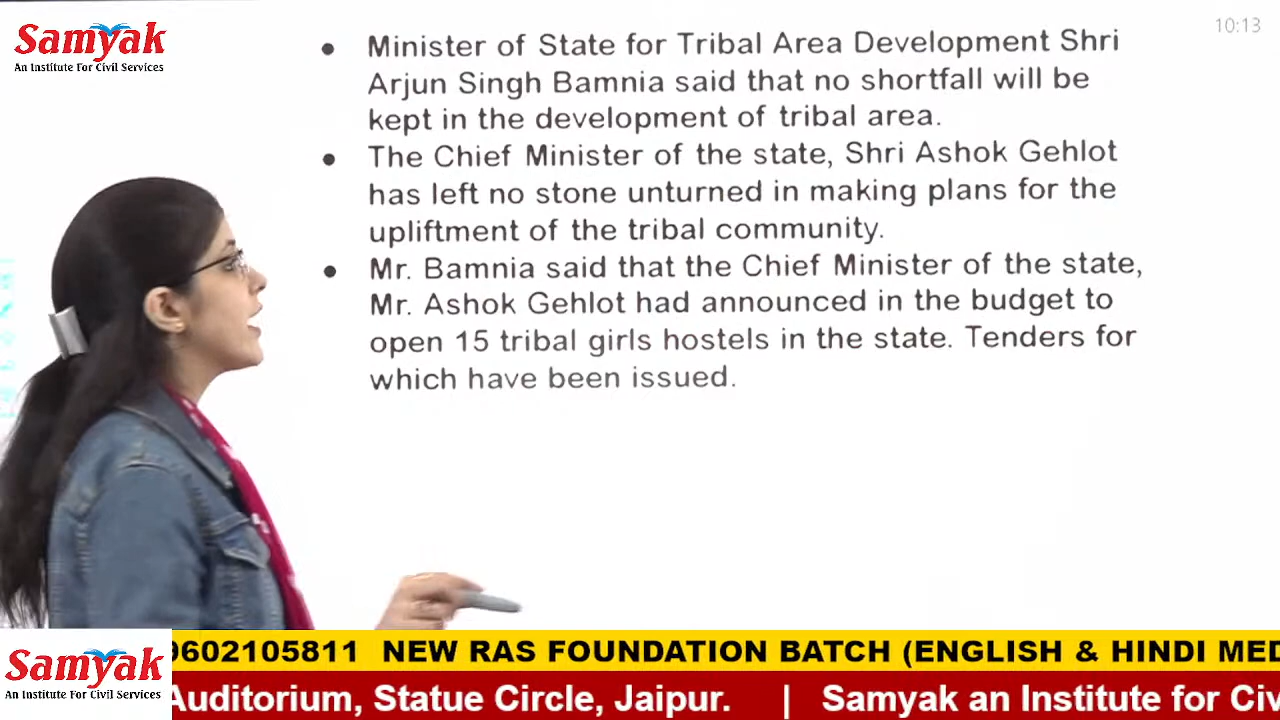 Samyak
An Institute For Civil Services
10:13
• Minister of State for Tribal Area Development Shri
Arjun Singh Bamnia said that no shortfall will be
kept in the development of tribal area.
• The Chief Minister of the state, Shri Ashok Gehlot
has left no stone unturned in making plans for the
upliftment of the tribal community.
• Mr. Bamnia said that the Chief Minister of the state,
Mr. Ashok Gehlot had announced in the budget to
open 15 tribal girls hostels in the state. Tenders for
which have been issued.
Samyak
An Institute For Civil Services
9602105811 NEW RAS FOUNDATION BATCH (ENGLISH & HINDI MED
Auditorium, Statue Circle, Jaipur. | Samyak an Institute for Civ